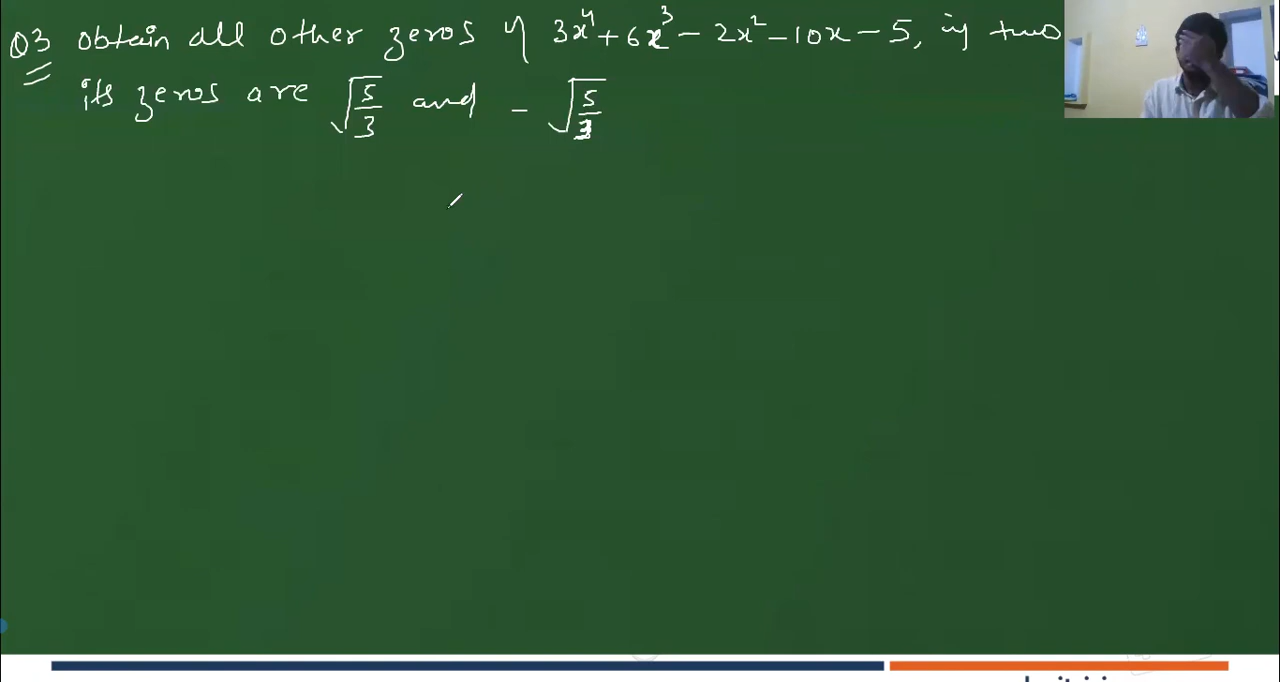 Q3 obtain all other zeros of 3x⁴ + 6x³ - 2x² - 10x - 5, if two
its zeros are √(5/3) and - √(5/3)